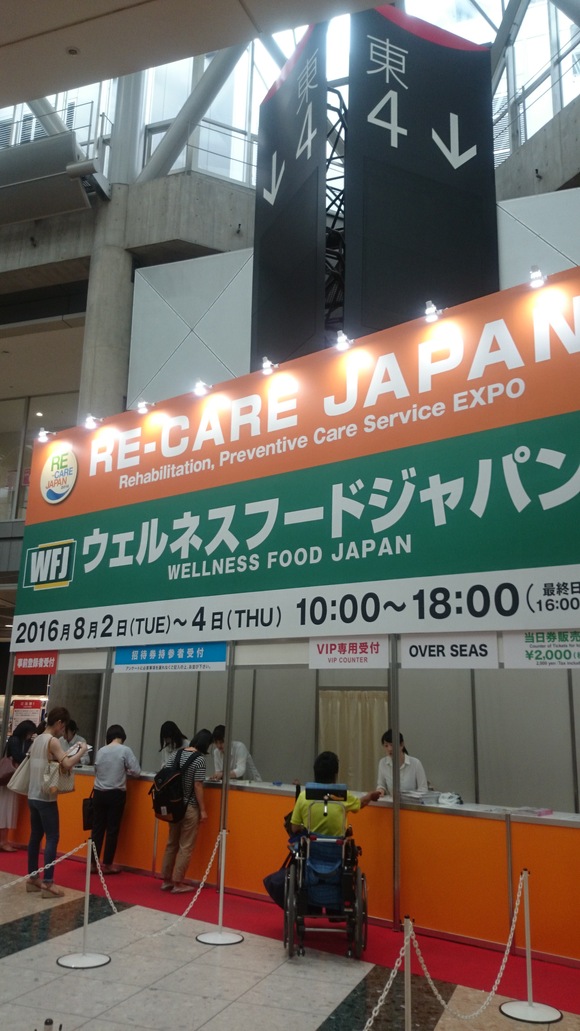 東 4 ↓
東 4 ↓
RE-CARE JAPAN
Rehabilitation, Preventive Care Service EXPO
RE
-CARE
JAPAN
WFJ
ウェルネスフードジャパン
WELLNESS FOOD JAPAN
2016月8月2日(TUE)〜4日(THU) 10:00〜18:00(最終日
16:00
事前登録者受付
招待券持参者受付
VIP専用受付
VIP COUNTER
OVER SEAS
当日券販売
¥2,000